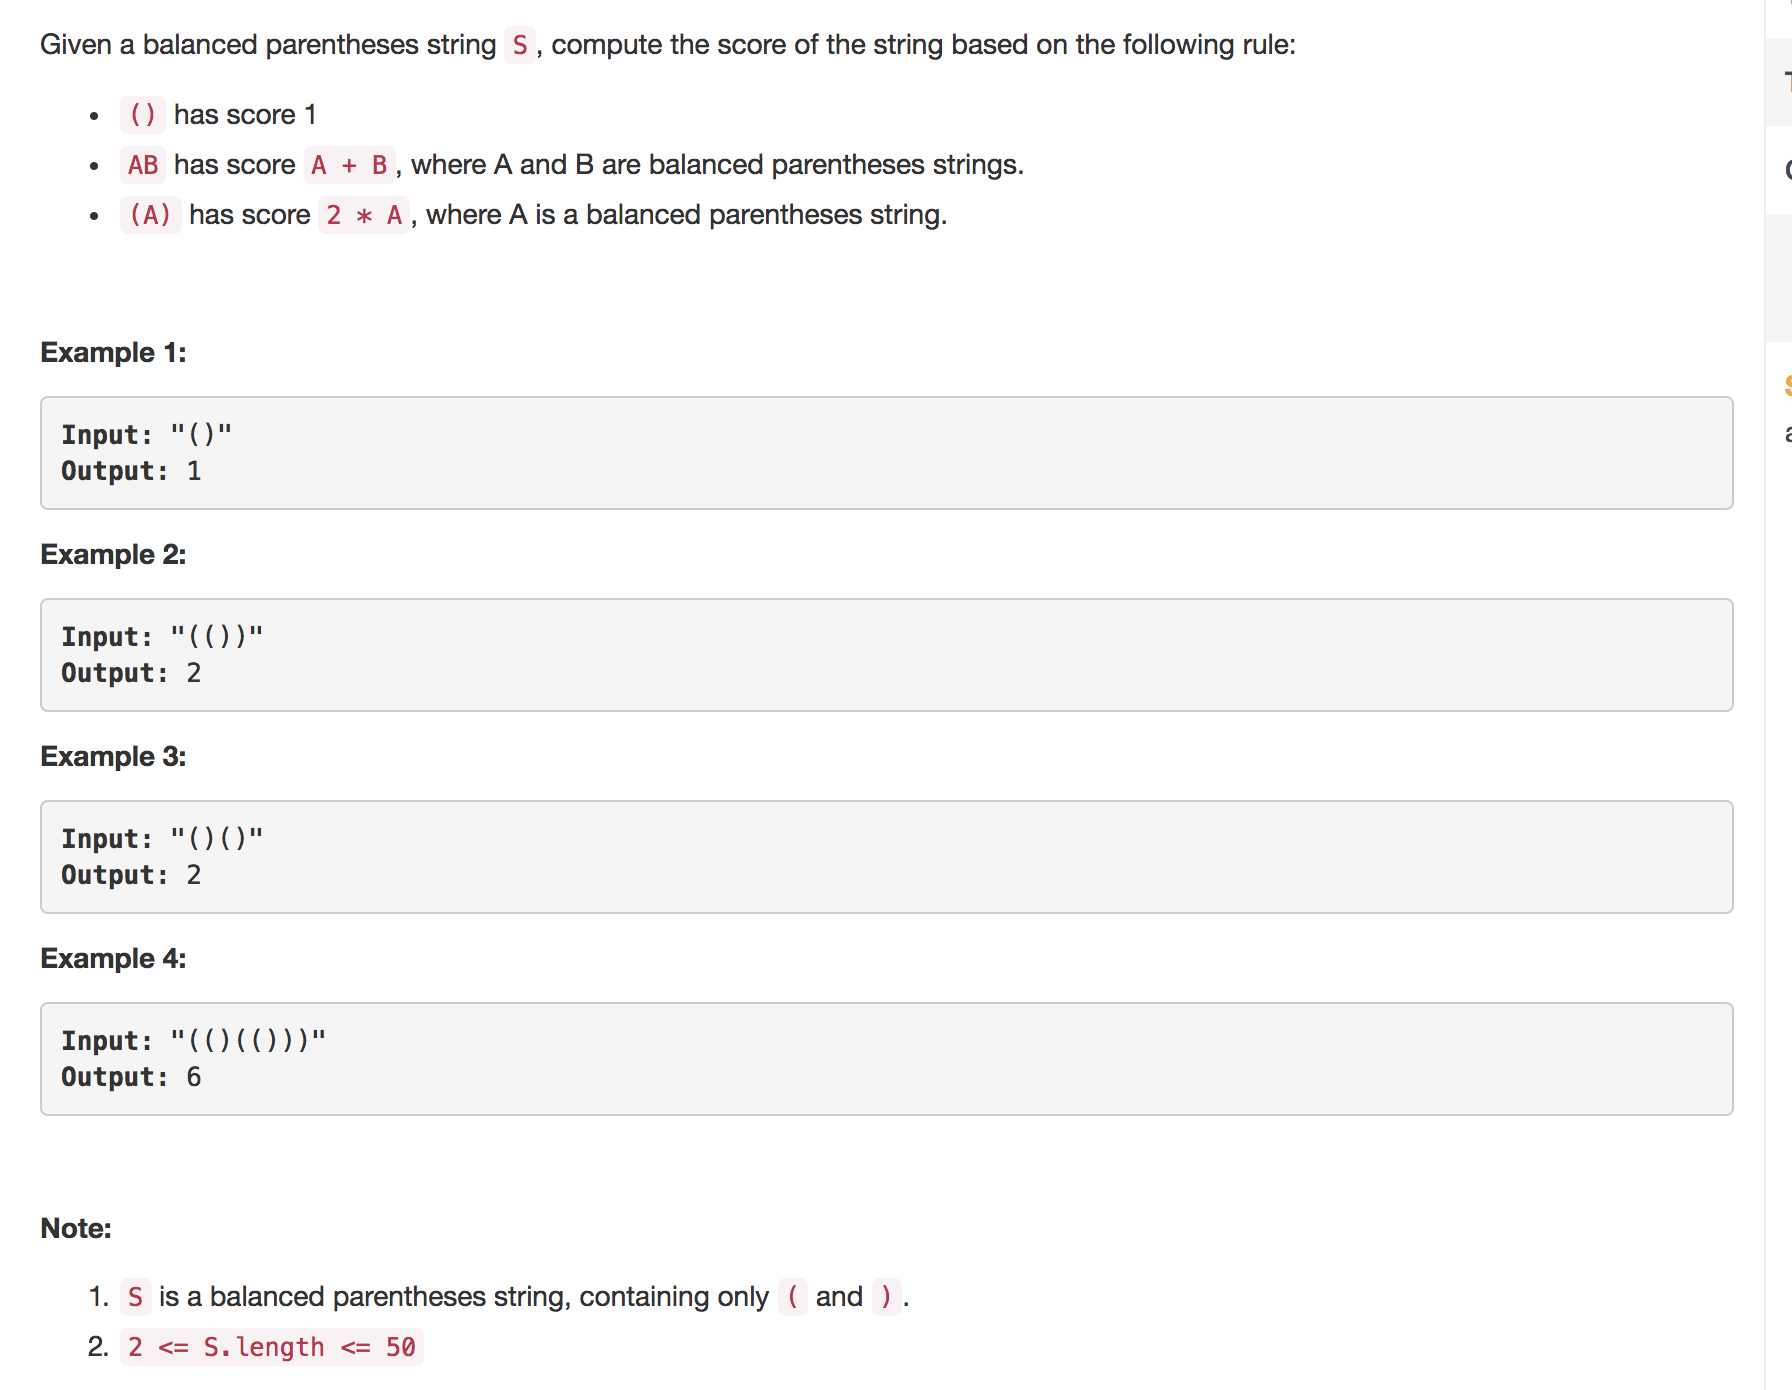 Given a balanced parentheses string S, compute the score of the string based on the following rule:
• () has score 1
• AB has score A + B, where A and B are balanced parentheses strings.
• (A) has score 2 * A, where A is a balanced parentheses string.
Example 1:
Input: "()"
Output: 1
Example 2:
Input: "(())"
Output: 2
Example 3:
Input: "()()"
Output: 2
Example 4:
Input: "(()(()))"
Output: 6
Note:
1. S is a balanced parentheses string, containing only ( and ).
2. 2 <= S.length <= 50